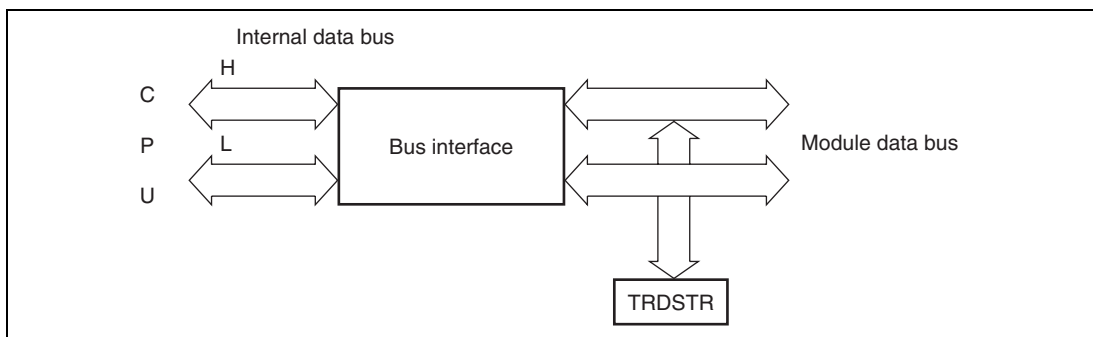 Internal data bus
H
C
P
L
Bus interface
Module data bus
U
TRDSTR